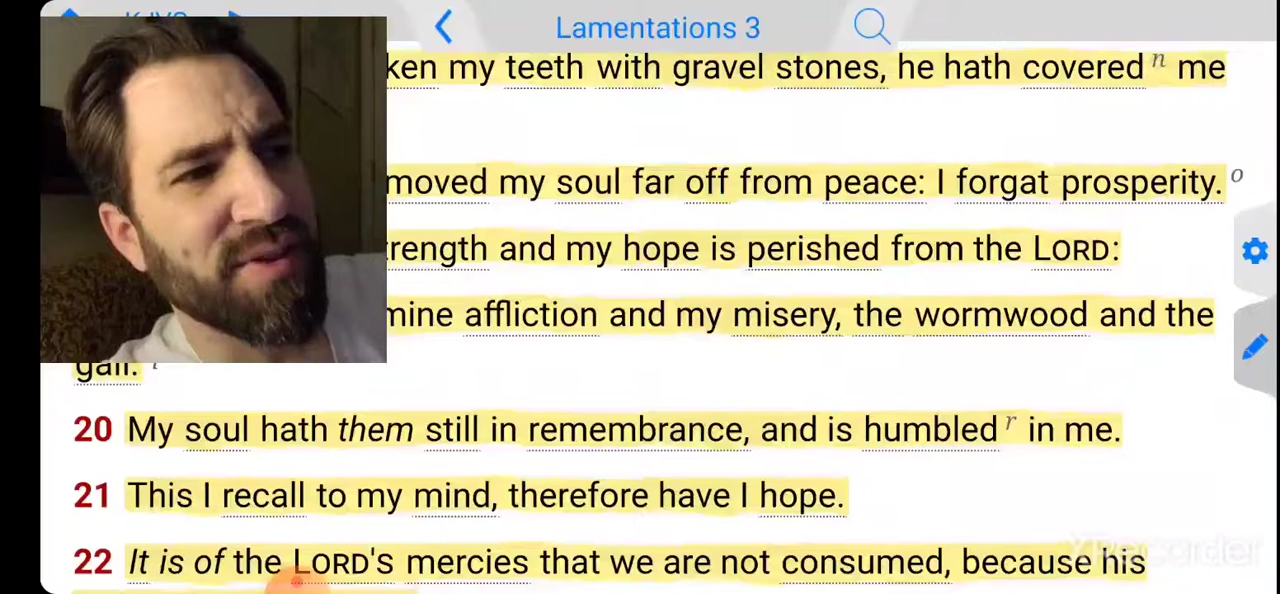 Lamentations 3
ken my teeth with gravel stones, he hath covered n me
moved my soul far off from peace: I forgat prosperity. o
trength and my hope is perished from the LORD:
mine affliction and my misery, the wormwood and the
gall.
20 My soul hath them still in remembrance, and is humbled r in me.
21 This I recall to my mind, therefore have I hope.
22 It is of the LORD'S mercies that we are not consumed, because his
XRecorder